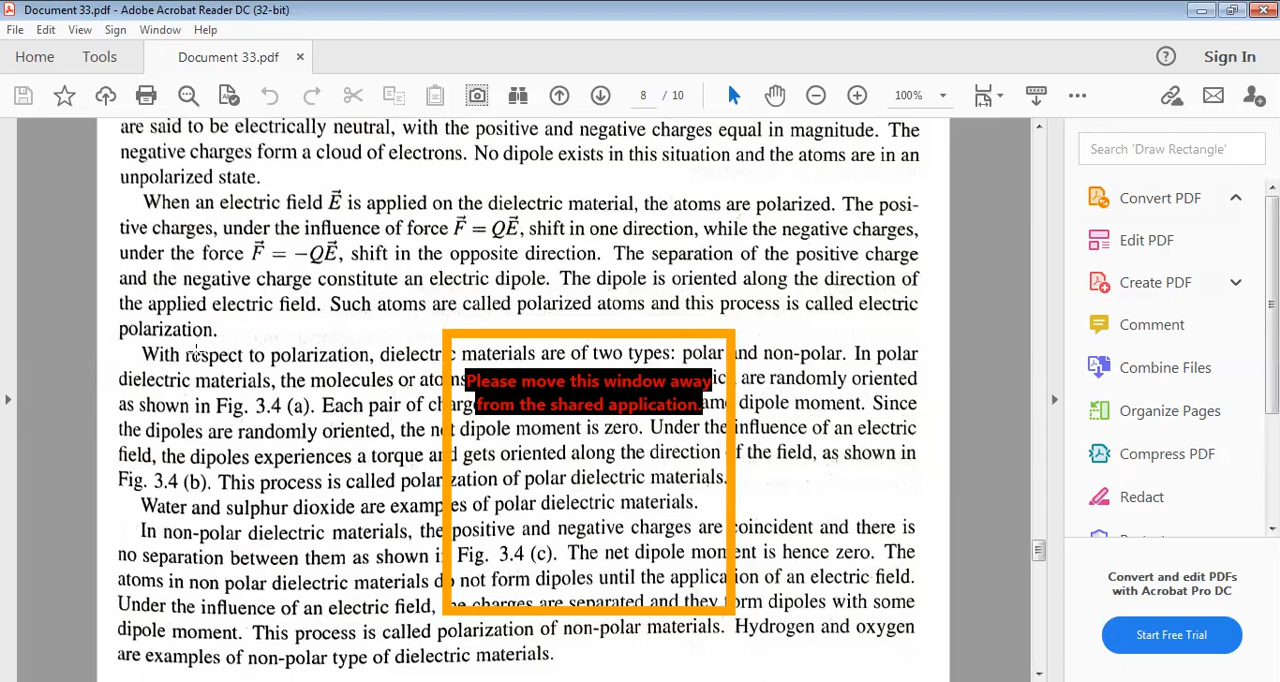 Document 33.pdf - Adobe Acrobat Reader DC (32-bit)
File Edit View Sign Window Help
Home Tools Document 33.pdf × ? Sign In
8 / 10 100%
are said to be electrically neutral, with the positive and negative charges equal in magnitude. The
negative charges form a cloud of electrons. No dipole exists in this situation and the atoms are in an
unpolarized state.
When an electric field E⃗ is applied on the dielectric material, the atoms are polarized. The posi-
tive charges, under the influence of force F⃗ = QE⃗, shift in one direction, while the negative charges,
under the force F⃗ = −QE⃗, shift in the opposite direction. The separation of the positive charge
and the negative charge constitute an electric dipole. The dipole is oriented along the direction of
the applied electric field. Such atoms are called polarized atoms and this process is called electric
polarization.
With respect to polarization, dielectric materials are of two types: polar and non-polar. In polar
dielectric materials, the molecules or atoms are randomly oriented
Please move this window away
as shown in Fig. 3.4 (a). Each pair of dipole moment. Since
from the shared application.
the dipoles are randomly oriented, the net dipole moment is zero. Under the influence of an electric
field, the dipoles experiences a torque and gets oriented along the direction of the field, as shown in
Fig. 3.4 (b). This process is called polarization of polar dielectric materials.
Water and sulphur dioxide are examples of polar dielectric materials.
In non-polar dielectric materials, the positive and negative charges are coincident and there is
no separation between them as shown in Fig. 3.4 (c). The net dipole moment is hence zero. The
atoms in non polar dielectric materials do not form dipoles until the application of an electric field.
Under the influence of an electric field, the charges are separated and they form dipoles with some
dipole moment. This process is called polarization of non-polar materials. Hydrogen and oxygen
are examples of non-polar type of dielectric materials.
Search 'Draw Rectangle'
Convert PDF
Edit PDF
Create PDF
Comment
Combine Files
Organize Pages
Compress PDF
Redact
Convert and edit PDFs
with Acrobat Pro DC
Start Free Trial